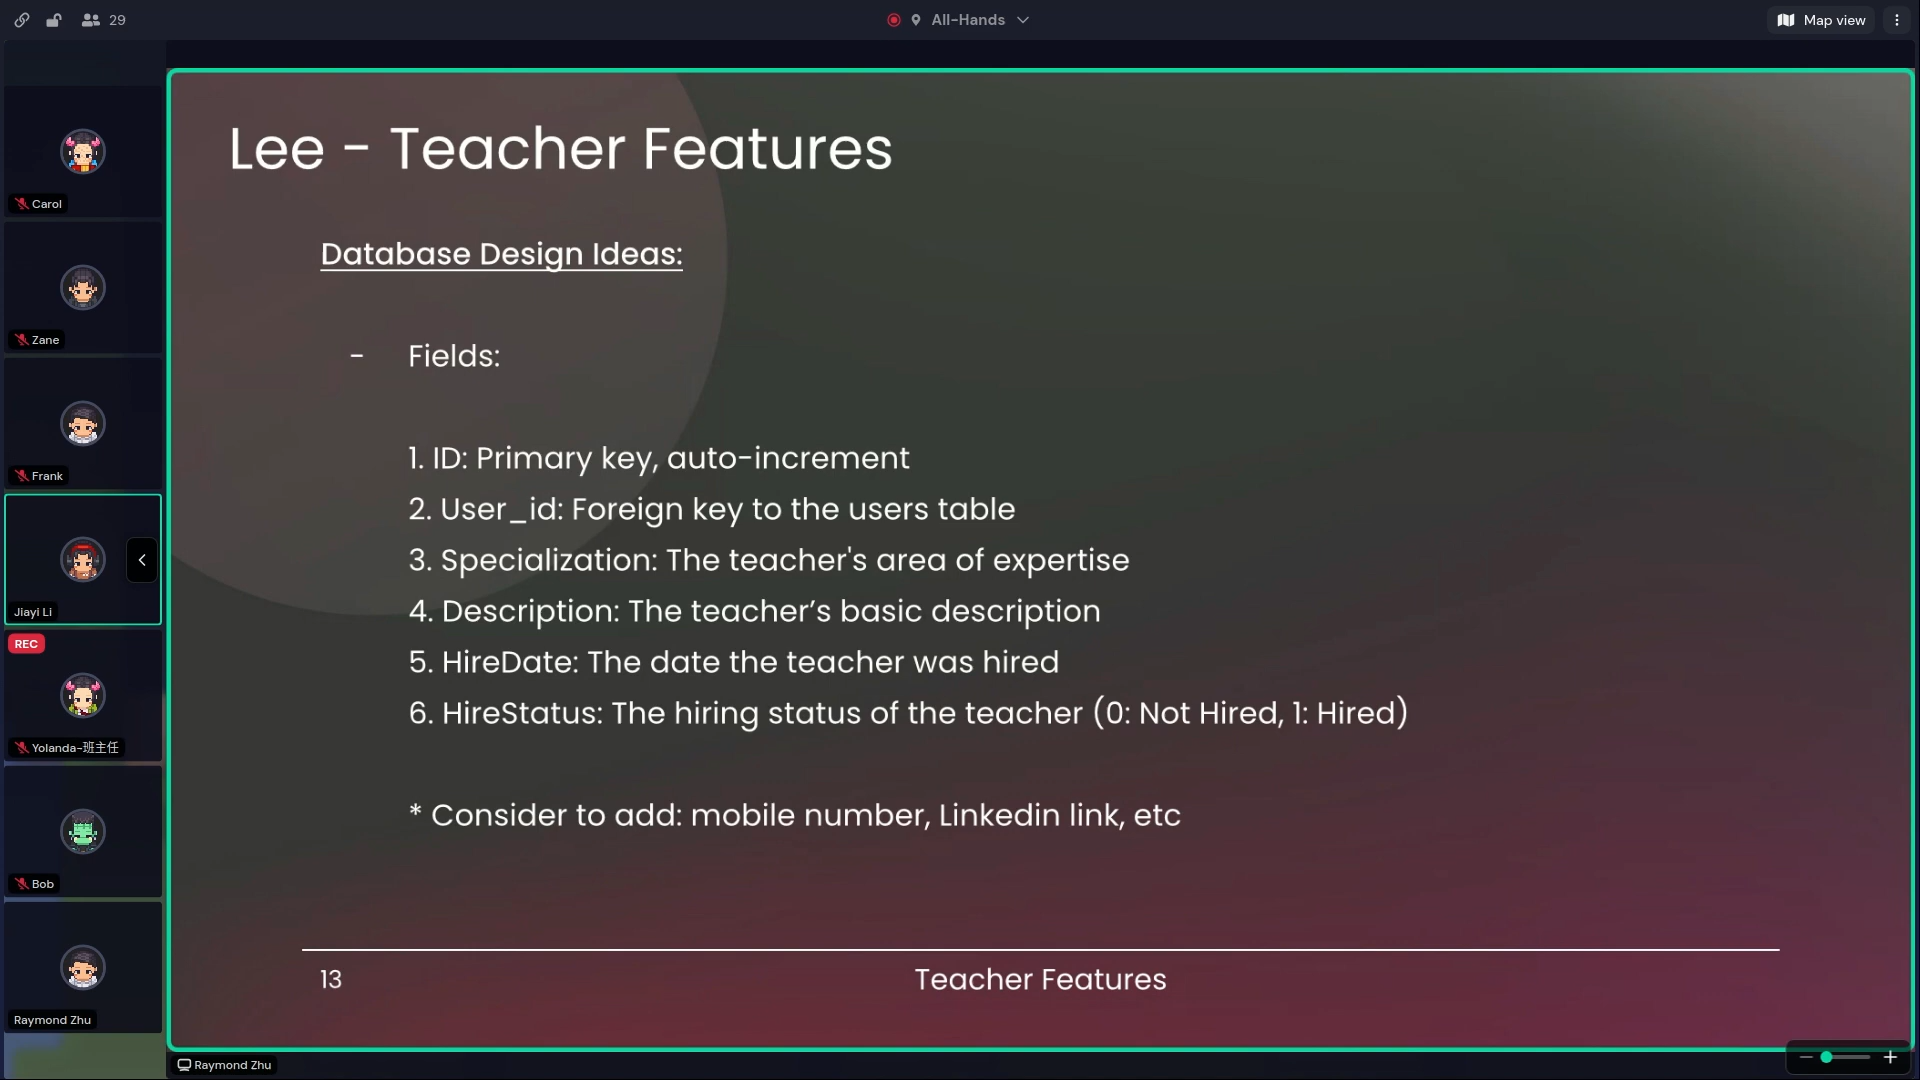 29
All-Hands
Map view
Carol
Zane
Frank
Jiayi Li
REC
Yolanda-班主任
Bob
Raymond Zhu
Lee - Teacher Features
Database Design Ideas:
- Fields:
1. ID: Primary key, auto-increment
2. User_id: Foreign key to the users table
3. Specialization: The teacher's area of expertise
4. Description: The teacher’s basic description
5. HireDate: The date the teacher was hired
6. HireStatus: The hiring status of the teacher (0: Not Hired, 1: Hired)
* Consider to add: mobile number, Linkedin link, etc
13 Teacher Features
Raymond Zhu